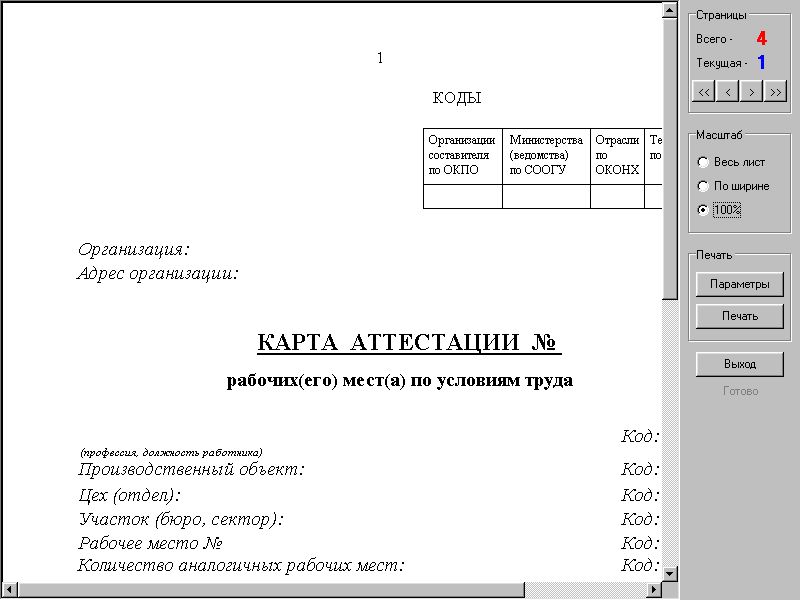 1
КОДЫ
Организации составителя по ОКПО
Министерства (ведомства) по СООГУ
Отрасли по ОКОНХ
Те по
Организация:
Адрес организации:
КАРТА АТТЕСТАЦИИ №
рабочих(его) мест(а) по условиям труда
Код:
(профессия, должность работника)
Производственный объект: Код:
Цех (отдел): Код:
Участок (бюро, сектор): Код:
Рабочее место № Код:
Количество аналогичных рабочих мест: Код:
Страницы
Всего - 4
Текущая - 1
<< < > >>
Масштаб
Весь лист
По ширине
100%
Печать
Параметры
Печать
Выход
Готово